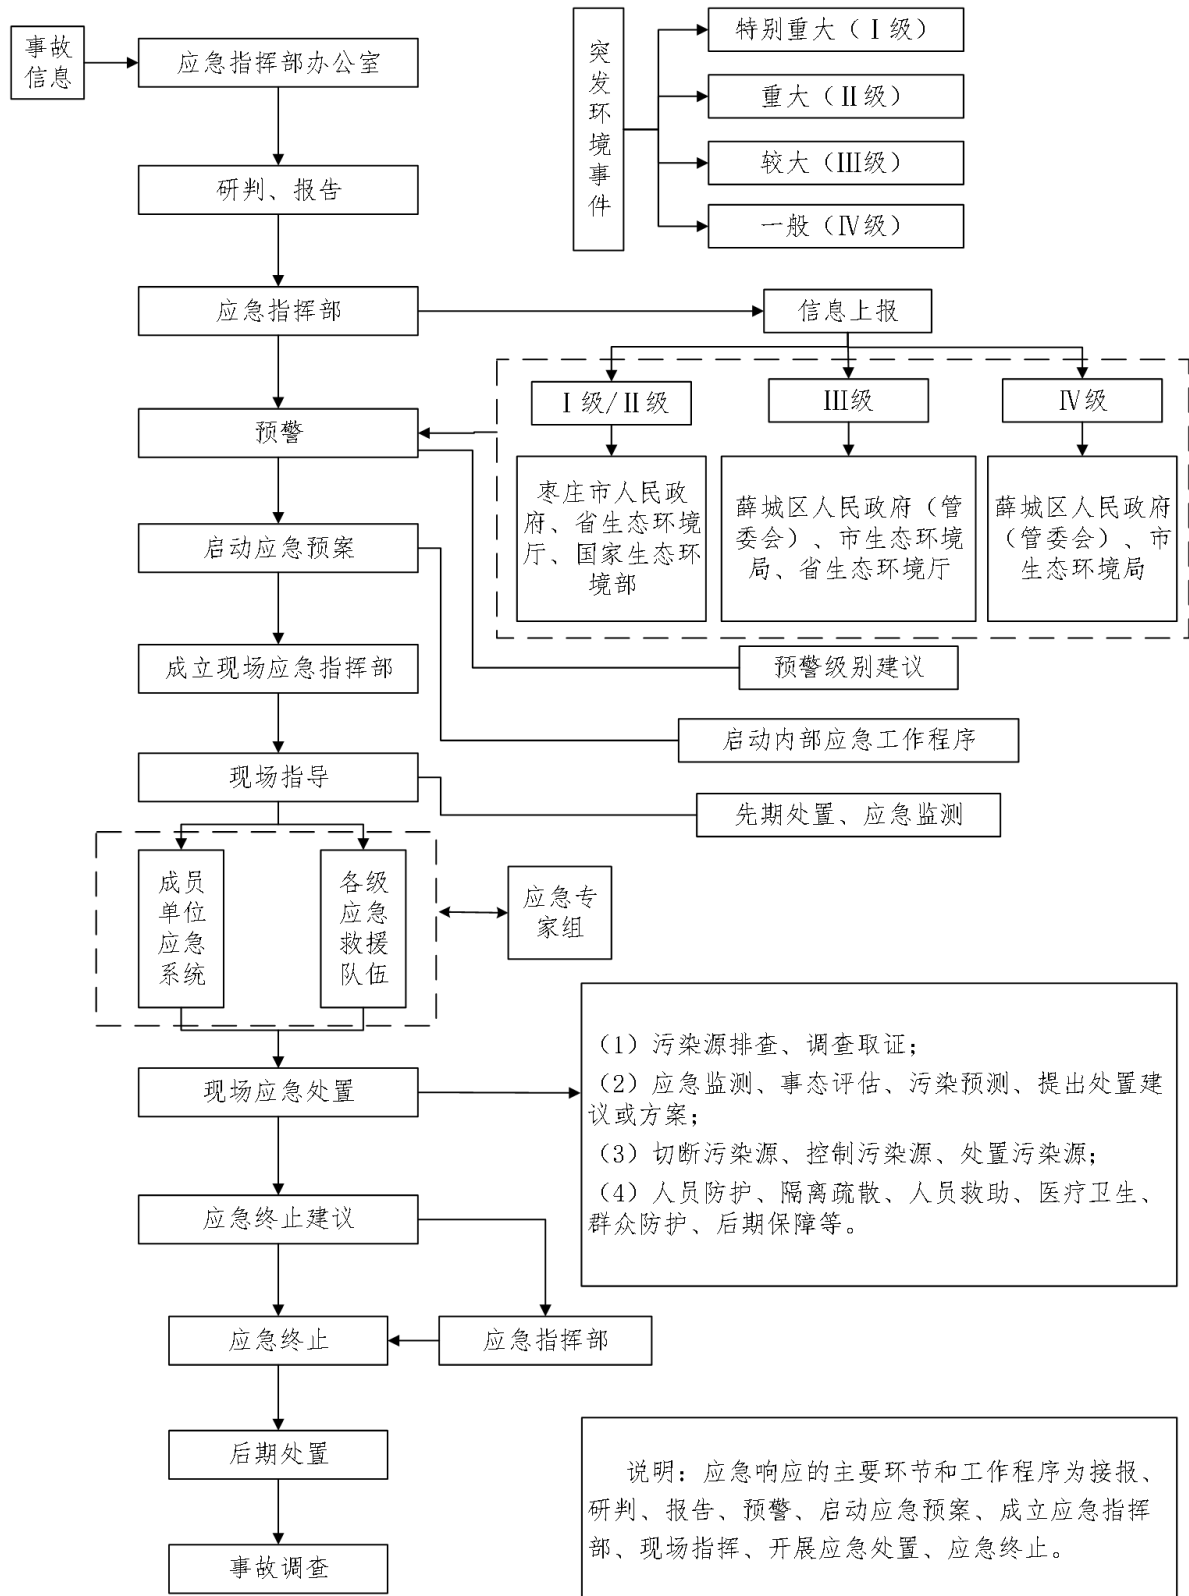 事故
信息
应急指挥部办公室
突
发
环
境
事
件
特别重大（Ⅰ级）
重大（Ⅱ级）
较大（Ⅲ级）
一般（Ⅳ级）
研判、报告
应急指挥部
信息上报
Ⅰ级/Ⅱ级
Ⅲ级
Ⅳ级
预警
枣庄市人民政
府、省生态环境
厅、国家生态环
境部
薛城区人民政府（管
委会）、市生态环境
局、省生态环境厅
薛城区人民政府
（管委会）、市
生态环境局
启动应急预案
成立现场应急指挥部
预警级别建议
启动内部应急工作程序
现场指导
先期处置、应急监测
成员
单位
应急
系统
各级
应急
救援
队伍
应急专
家组
现场应急处置
（1）污染源排查、调查取证；
（2）应急监测、事态评估、污染预测、提出处置建
议或方案；
（3）切断污染源、控制污染源、处置污染源；
（4）人员防护、隔离疏散、人员救助、医疗卫生、
群众防护、后期保障等。
应急终止建议
应急终止
应急指挥部
后期处置
事故调查
说明：应急响应的主要环节和工作程序为接报、
研判、报告、预警、启动应急预案、成立应急指挥
部、现场指挥、开展应急处置、应急终止。